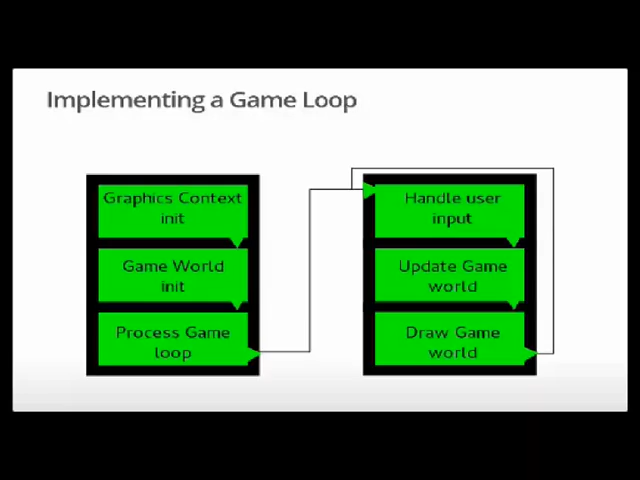 Implementing a Game Loop
Graphics Context
init
Game World
init
Process Game
loop
Handle user
input
Update Game
world
Draw Game
world